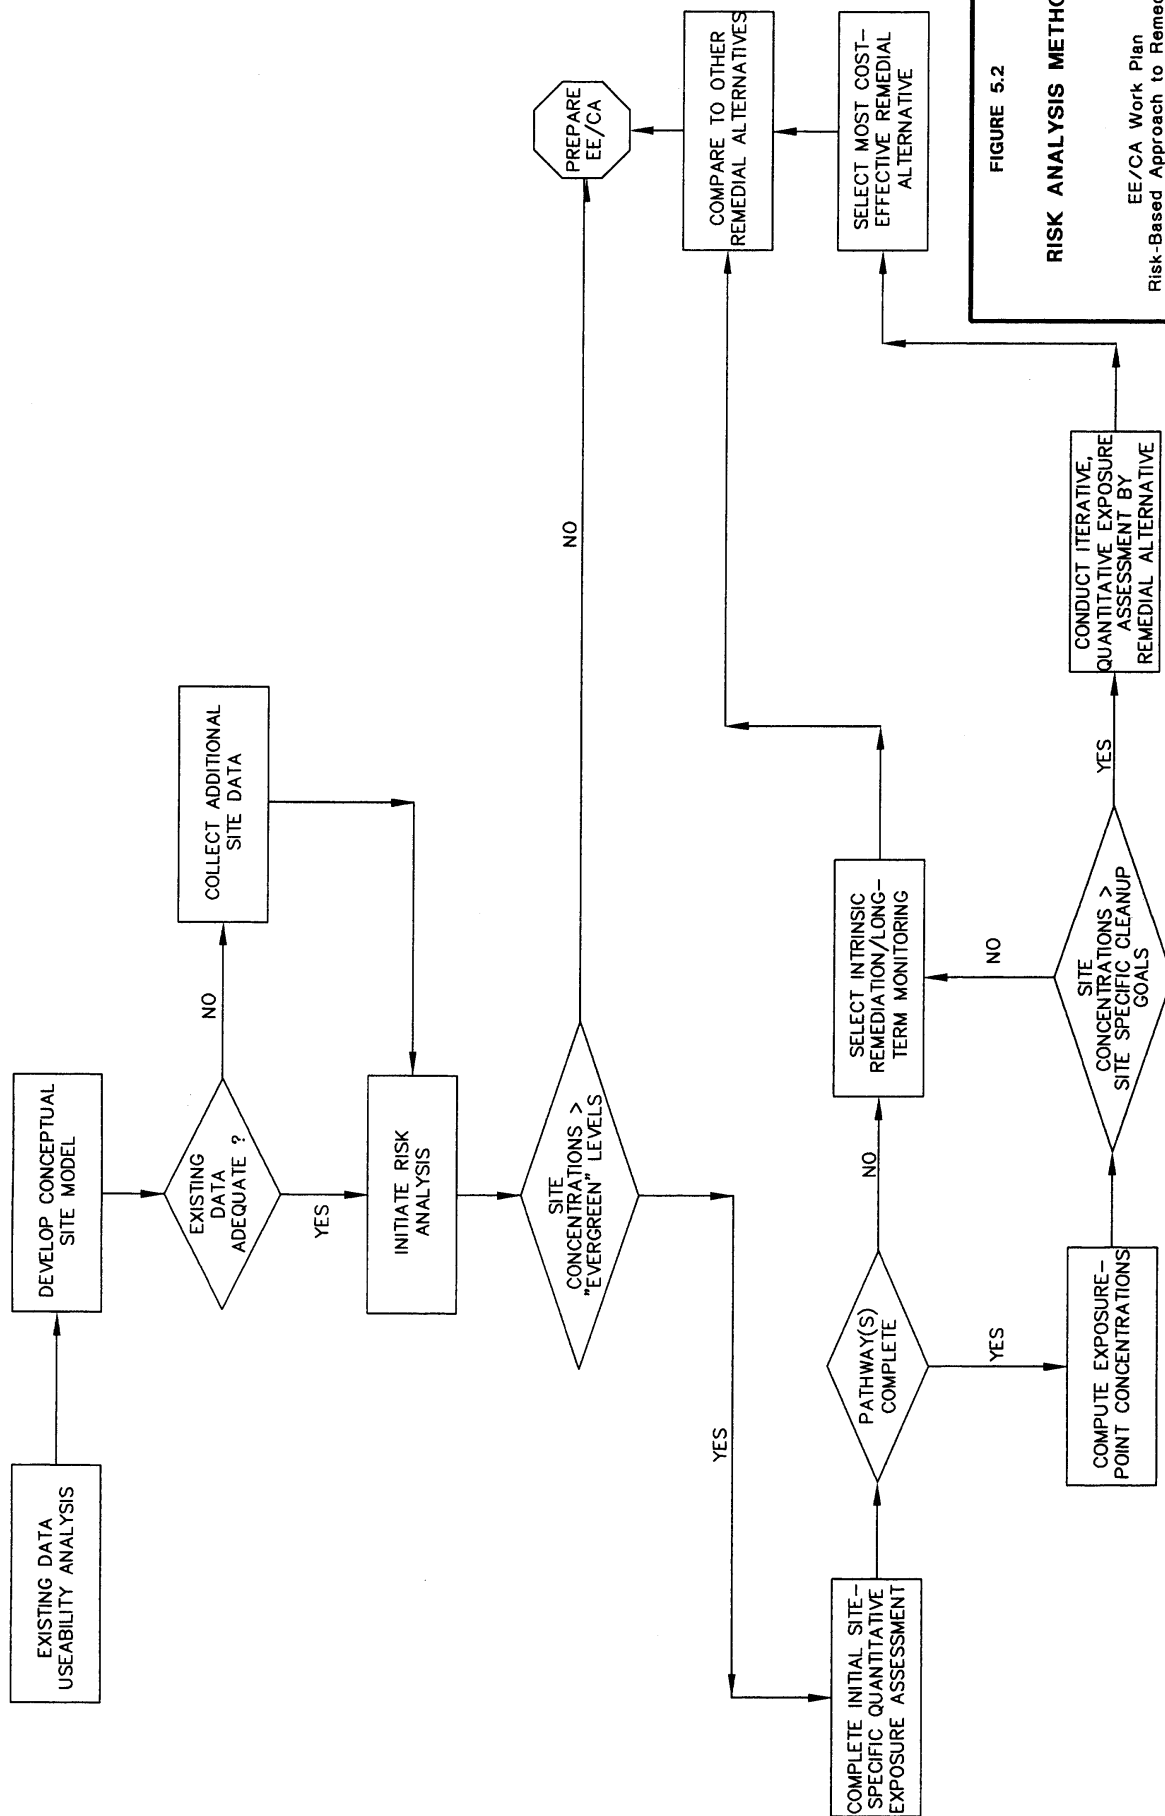 EXISTING DATA
USEABILITY ANALYSIS
DEVELOP CONCEPTUAL
SITE MODEL
EXISTING
DATA
ADEQUATE ?
NO
COLLECT ADDITIONAL
SITE DATA
YES
INITIATE RISK
ANALYSIS
SITE
CONCENTRATIONS >
"EVERGREEN" LEVELS
NO
PREPARE
EE/CA
YES
COMPLETE INITIAL SITE-
SPECIFIC QUANTITATIVE
EXPOSURE ASSESSMENT
PATHWAY(S)
COMPLETE
NO
SELECT INTRINSIC
REMEDIATION/LONG-
TERM MONITORING
COMPARE TO OTHER
REMEDIAL ALTERNATIVES
YES
COMPUTE EXPOSURE-
POINT CONCENTRATIONS
SITE
CONCENTRATIONS >
SITE SPECIFIC CLEANUP
GOALS
NO
YES
CONDUCT ITERATIVE,
QUANTITATIVE EXPOSURE
ASSESSMENT BY
REMEDIAL ALTERNATIVE
SELECT MOST COST-
EFFECTIVE REMEDIAL
ALTERNATIVE
FIGURE 5.2
RISK ANALYSIS
EE/CA Work Plan
Risk-Based Approach to